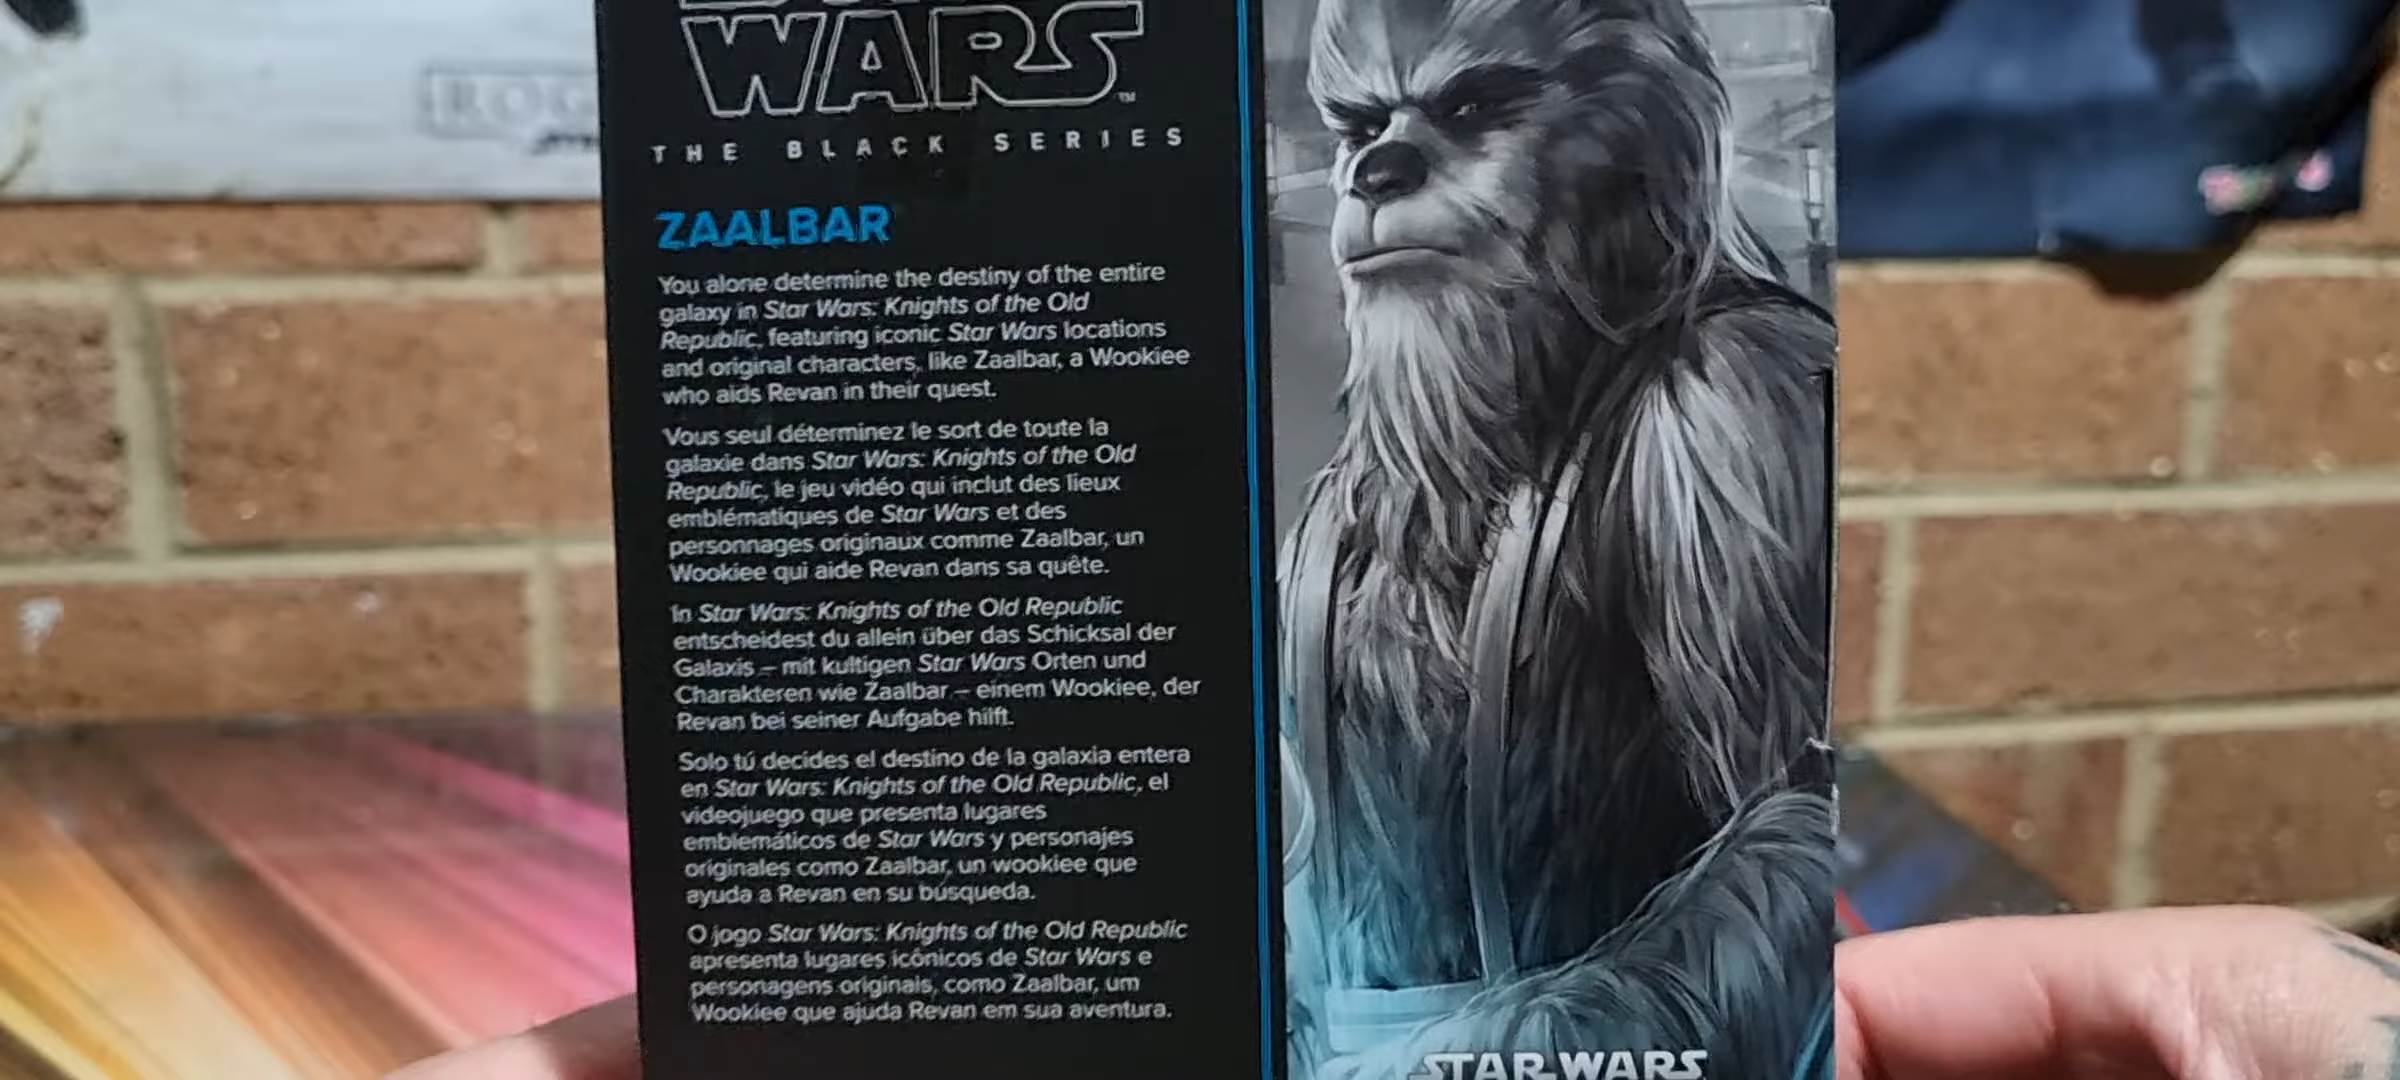 WARS
TM
THE BLACK SERIES
ZAALBAR
You alone determine the destiny of the entire
galaxy in Star Wars: Knights of the Old
Republic, featuring iconic Star Wars locations
and original characters, like Zaalbar, a Wookiee
who aids Revan in their quest.
Vous seul déterminez le sort de toute la
galaxie dans Star Wars: Knights of the Old
Republic, le jeu vidéo qui inclut des lieux
emblématiques de Star Wars et des
personnages originaux comme Zaalbar, un
Wookiee qui aide Revan dans sa quête.
In Star Wars: Knights of the Old Republic
entscheidest du allein über das Schicksal der
Galaxis – mit kultigen Star Wars Orten und
Charakteren wie Zaalbar – einem Wookiee, der
Revan bei seiner Aufgabe hilft.
Solo tú decides el destino de la galaxia entera
en Star Wars: Knights of the Old Republic, el
videojuego que presenta lugares
emblemáticos de Star Wars y personajes
originales como Zaalbar, un wookiee que
ayuda a Revan en su búsqueda.
O jogo Star Wars: Knights of the Old Republic
apresenta lugares icônicos de Star Wars e
personagens originais, como Zaalbar, um
Wookiee que ajuda Revan em sua aventura.
STAR WARS